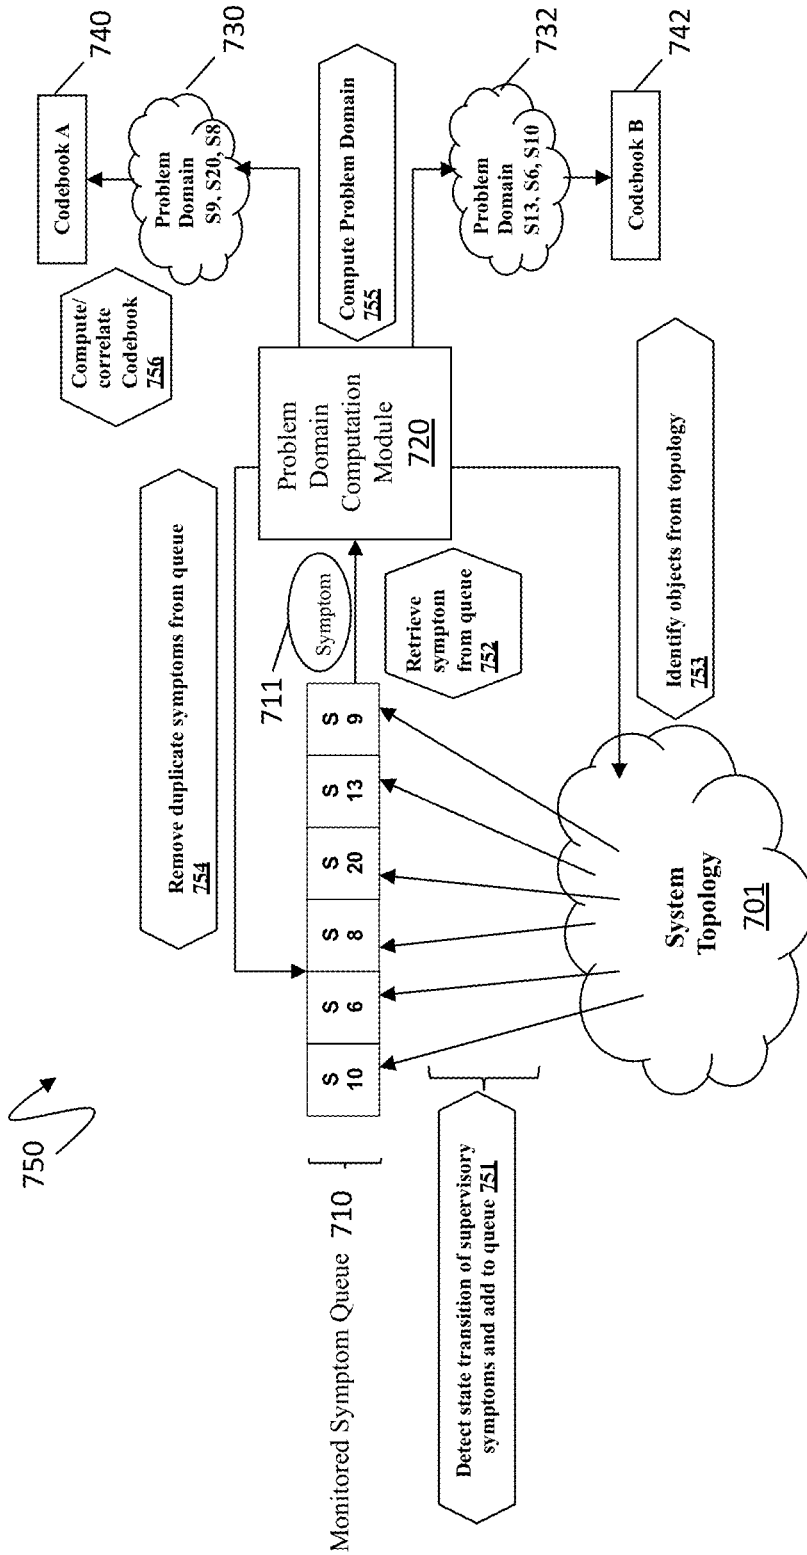 750
Monitored Symptom Queue 710
Detect state transition of supervisory
symptoms and add to queue 751
S
10
S
6
S
8
S
20
S
13
S
9
System
Topology
701
Remove duplicate symptoms from queue
754
711
Symptom
Retrieve
symptom
from queue
752
Identify objects from topology
753
Problem
Domain
Computation
Module
720
Compute Problem Domain
755
Compute/
correlate
Codebook
756
Codebook A
740
Problem
Domain
S9, S20, S8
730
Problem
Domain
S13, S6, S10
732
Codebook B
742